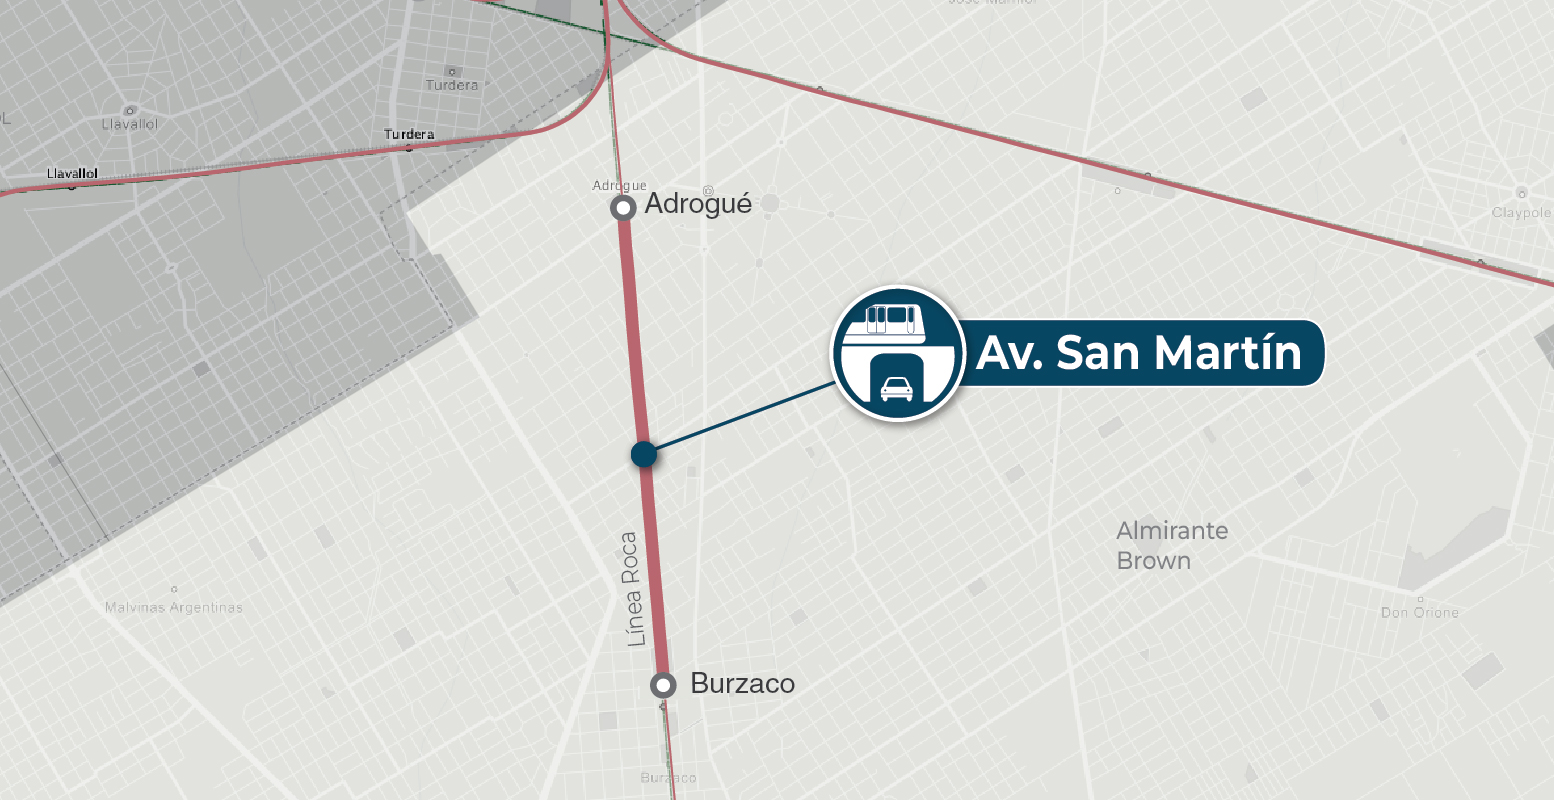 Turdera
Llavallol
Turdera
Llavallol
Adrogue
Adrogué
Claypole
Av. San Martín
Línea Roca
Almirante
Brown
Malvinas Argentinas
Don Orione
Burzaco
Burzaco